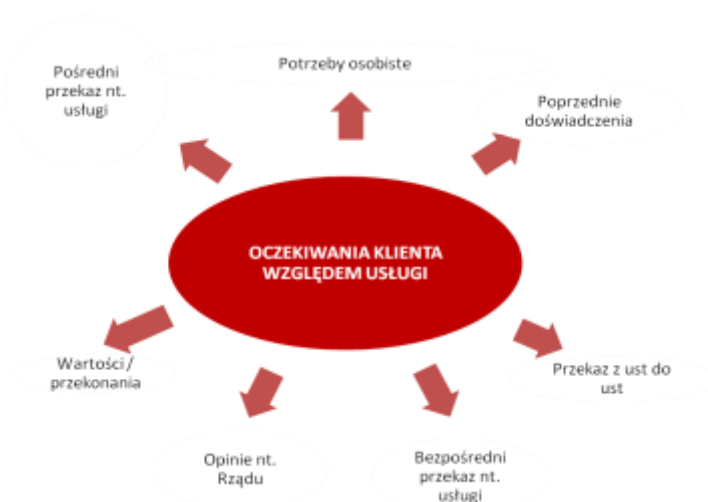 Potrzeby osobiste
Pośredni
przekaz nt.
usługi
Poprzednie
doświadczenia
OCZEKIWANIA KLIENTA
WZGLĘDEM USŁUGI
Wartości /
przekonania
Przekaz z ust do
ust
Opinie nt.
Rządu
Bezpośredni
przekaz nt.
usługi